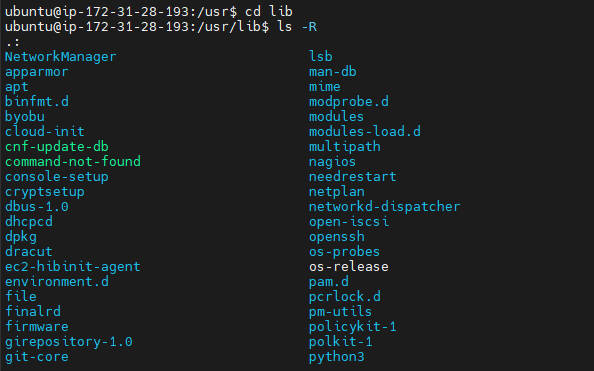 ubuntu@ip-172-31-28-193:/usr$ cd lib
ubuntu@ip-172-31-28-193:/usr/lib$ ls -R
.:
NetworkManager lsb
apparmor man-db
apt mime
binfmt.d modprobe.d
byobu modules
cloud-init modules-load.d
cnf-update-db multipath
command-not-found nagios
console-setup needrestart
cryptsetup netplan
dbus-1.0 networkd-dispatcher
dhcpcd open-iscsi
dpkg openssh
dracut os-probes
ec2-hibinit-agent os-release
environment.d pam.d
file pcrlock.d
finalrd pm-utils
firmware policykit-1
girepository-1.0 polkit-1
git-core python3